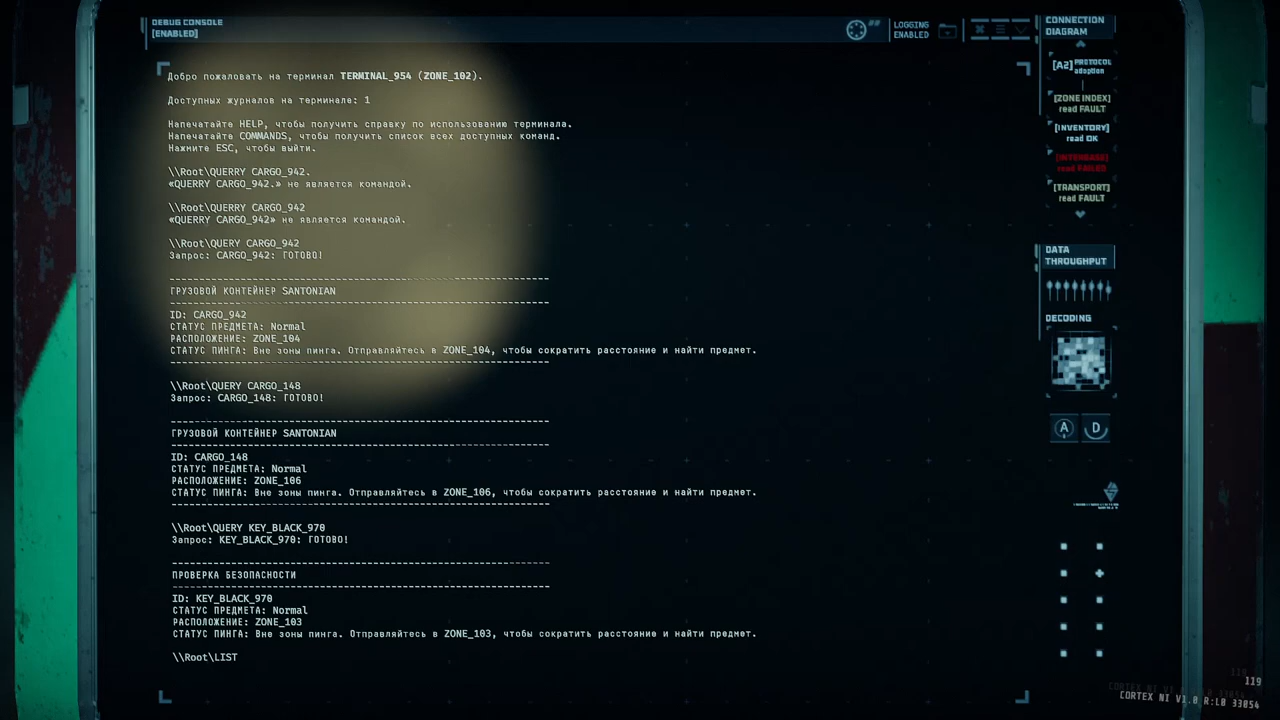 DEBUG CONSOLE
[ENABLED]
LOGGING
ENABLED
Добро пожаловать на терминал TERMINAL_954 (ZONE_102).
Доступных журналов на терминале: 1
Напечатайте HELP, чтобы получить справку по использованию терминала.
Напечатайте COMMANDS, чтобы получить список всех доступных команд.
Нажмите ESC, чтобы выйти.
\\Root\QUERRY CARGO_942.
«QUERRY CARGO_942.» не является командой.
\\Root\QUERRY CARGO_942
«QUERRY CARGO_942» не является командой.
\\Root\QUERY CARGO_942
Запрос: CARGO_942: ГОТОВО!
ГРУЗОВОЙ КОНТЕЙНЕР SANTONIAN
ID: CARGO_942
СТАТУС ПРЕДМЕТА: Normal
РАСПОЛОЖЕНИЕ: ZONE_104
СТАТУС ПИНГА: Вне зоны пинга. Отправляйтесь в ZONE_104, чтобы сократить расстояние и найти предмет.
\\Root\QUERY CARGO_148
Запрос: CARGO_148: ГОТОВО!
ГРУЗОВОЙ КОНТЕЙНЕР SANTONIAN
ID: CARGO_148
СТАТУС ПРЕДМЕТА: Normal
РАСПОЛОЖЕНИЕ: ZONE_106
СТАТУС ПИНГА: Вне зоны пинга. Отправляйтесь в ZONE_106, чтобы сократить расстояние и найти предмет.
\\Root\QUERY KEY_BLACK_970
Запрос: KEY_BLACK_970: ГОТОВО!
ПРОВЕРКА БЕЗОПАСНОСТИ
ID: KEY_BLACK_970
СТАТУС ПРЕДМЕТА: Normal
РАСПОЛОЖЕНИЕ: ZONE_103
СТАТУС ПИНГА: Вне зоны пинга. Отправляйтесь в ZONE_103, чтобы сократить расстояние и найти предмет.
\\Root\LIST
CONNECTION
DIAGRAM
[A2] PROTOCOL
adoption
[ZONE INDEX]
read FAULT
[INVENTORY]
read OK
[INTENBASE]
read FAILED
[TRANSPORT]
read FAULT
DATA
THROUGHPUT
DECODING
A D
119
CORTEX NI V1.0 R:L0 33054